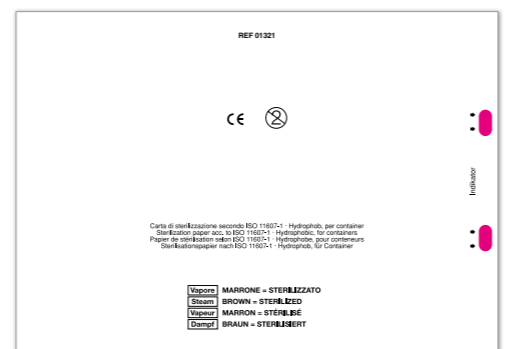 REF 01321
CE 2
Indikator
Carta di sterilizzazione secondo ISO 11607-1 · Hydrophob, per container
Sterilization paper acc. to ISO 11607-1 · Hydrophobic, for containers
Papier de stérilisation selon ISO 11607-1 · Hydrophobe, pour conteneurs
Sterilisationspapier nach ISO 11607-1 · Hydrophob, für Container
Vapore MARRONE = STERILIZZATO
Steam BROWN = STERILIZED
Vapeur MARRON = STÉRILISÉ
Dampf BRAUN = STERILISIERT